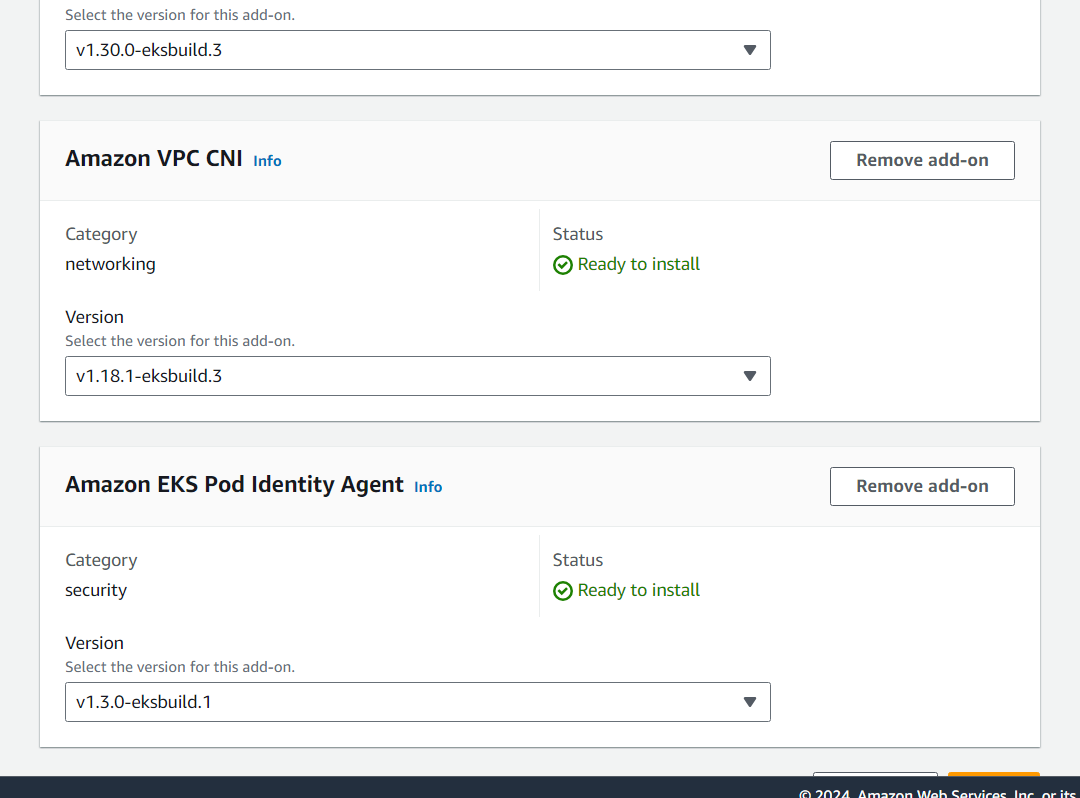 Select the version for this add-on.
v1.30.0-eksbuild.3
Amazon VPC CNI Info
Remove add-on
Category
networking
Status
Ready to install
Version
Select the version for this add-on.
v1.18.1-eksbuild.3
Amazon EKS Pod Identity Agent Info
Remove add-on
Category
security
Status
Ready to install
Version
Select the version for this add-on.
v1.3.0-eksbuild.1
© 2024, Amazon Web Services, Inc. or its